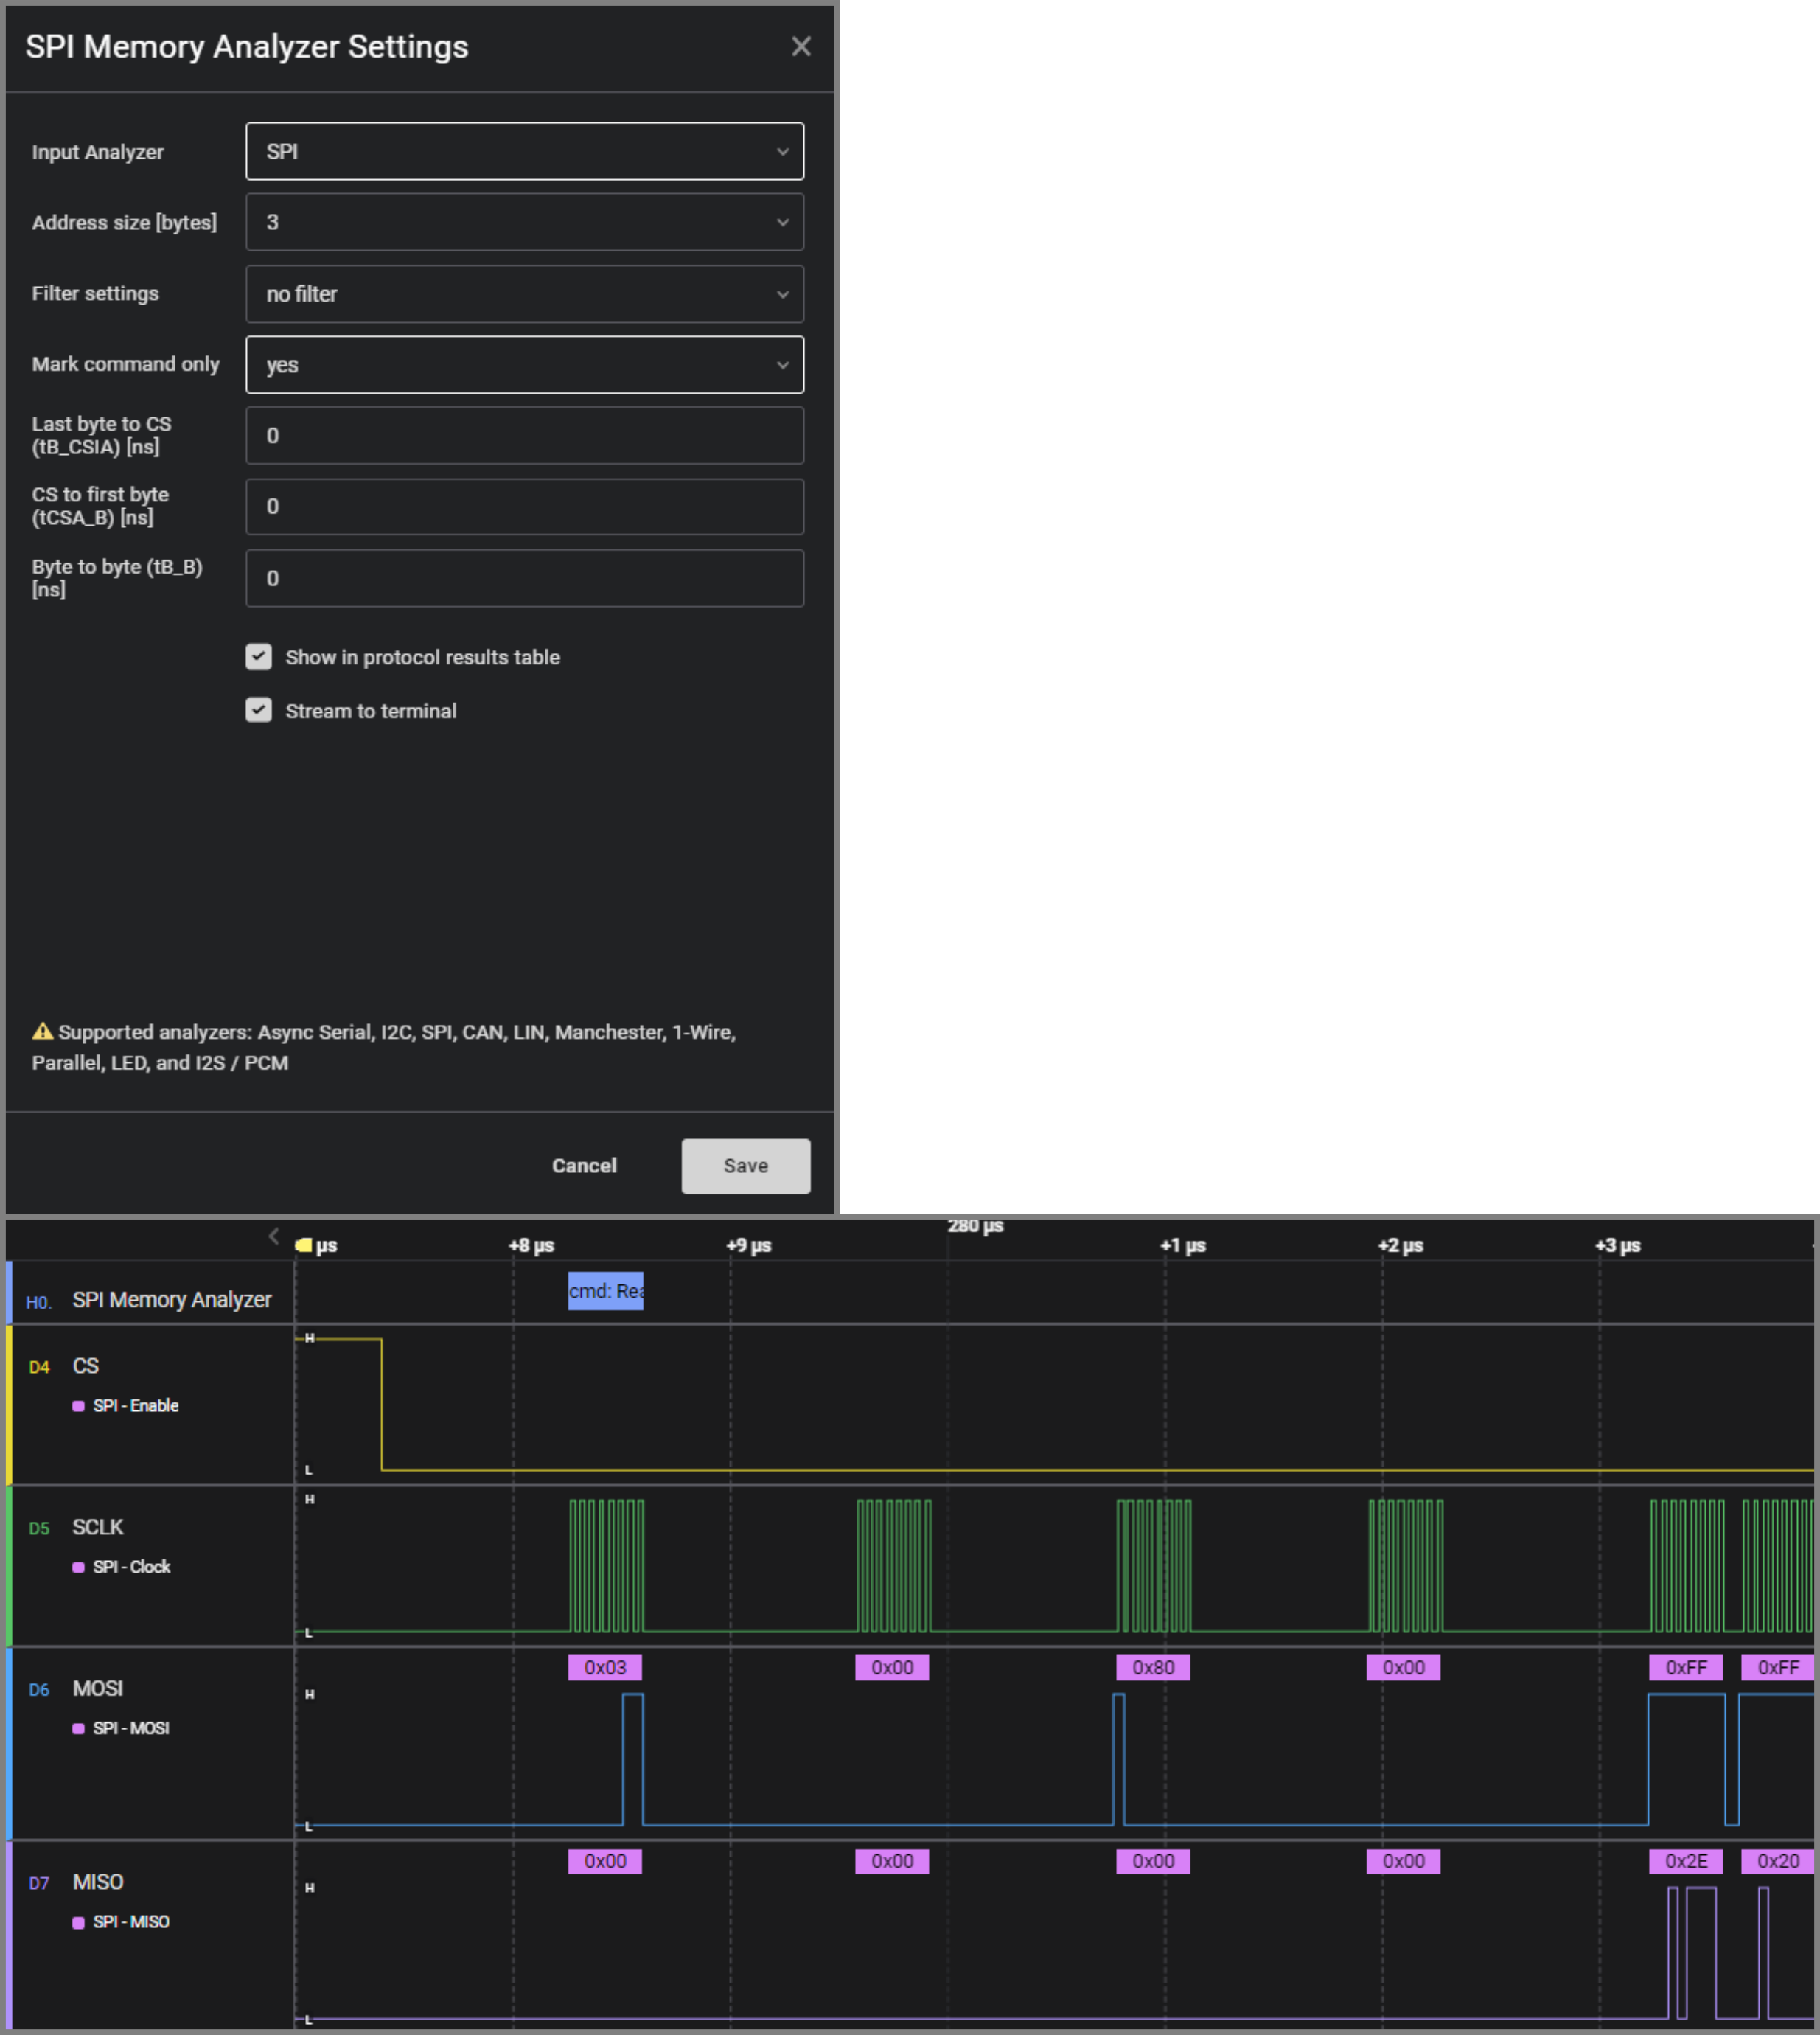 SPI Memory Analyzer Settings
Input Analyzer
SPI
Address size [bytes]
3
Filter settings
no filter
Mark command only
yes
Last byte to CS
(tB_CSIA) [ns]
0
CS to first byte
(tCSA_B) [ns]
0
Byte to byte (tB_B)
[ns]
0
Show in protocol results table
Stream to terminal
Supported analyzers: Async Serial, I2C, SPI, CAN, LIN, Manchester, 1-Wire,
Parallel, LED, and I2S / PCM
Cancel
Save
280 µs
µs
+8 µs
+9 µs
+1 µs
+2 µs
+3 µs
H0.
SPI Memory Analyzer
cmd: Rea
D4
CS
SPI - Enable
H
L
D5
SCLK
SPI - Clock
H
L
D6
MOSI
SPI - MOSI
H
L
0x03
0x00
0x80
0x00
0xFF
0xFF
D7
MISO
SPI - MISO
H
L
0x00
0x00
0x00
0x00
0x2E
0x20